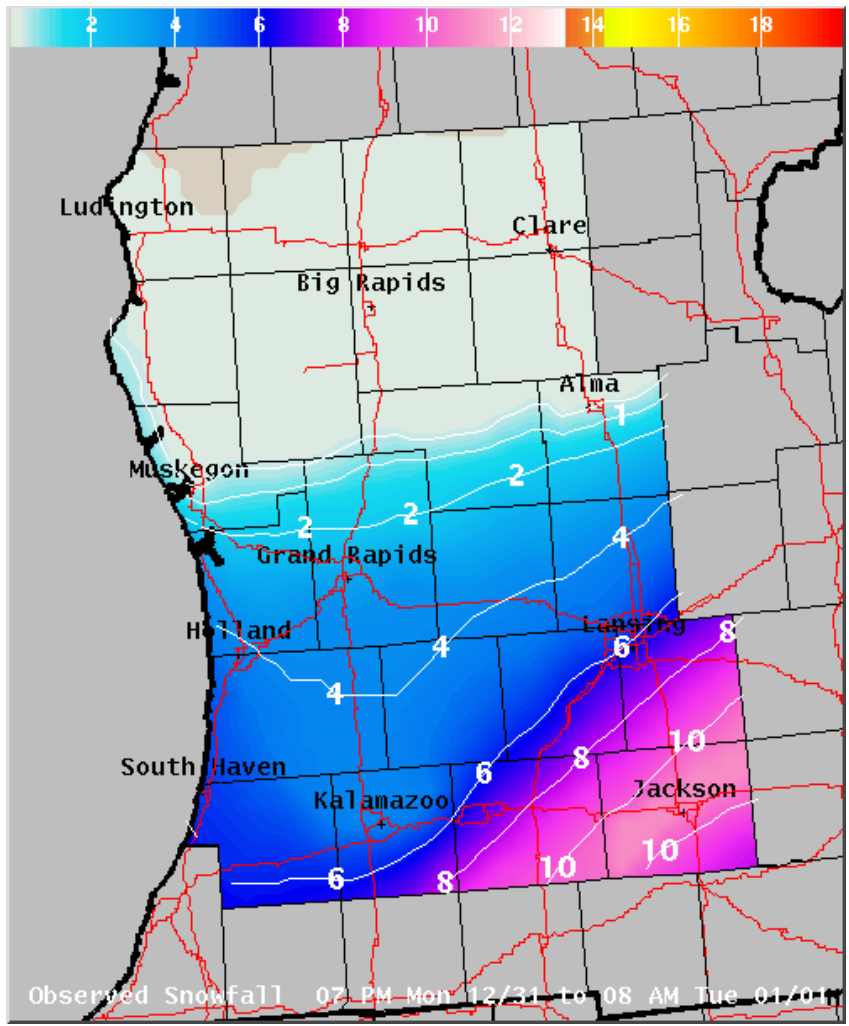 2 4 6 8 10 12 14 16 18
Ludington
Clare
Big Rapids
Alma
1
Muskegon
2
2 2
4
Grand Rapids
Holland
Lansing
8
4 6
4
10
8
6
South Haven
Jackson
Kalamazoo
10
10
6 8
Observed Snowfall 07 PM Mon 12/31 to 08 AM Tue 01/01